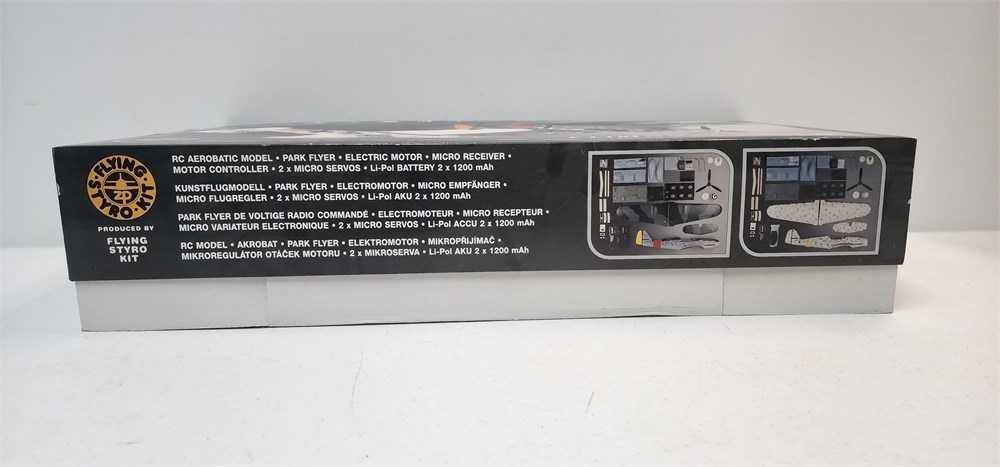 FLYING
ZP
STYRO • KIT
PRODUCED BY
FLYING
STYRO
KIT
RC AEROBATIC MODEL • PARK FLYER • ELECTRIC MOTOR • MICRO RECEIVER •
MOTOR CONTROLLER • 2 x MICRO SERVOS • Li-Pol BATTERY 2 x 1200 mAh
KUNSTFLUGMODELL • PARK FLYER • ELECTROMOTOR • MICRO EMPFÄNGER •
MICRO FLUGREGLER • 2 x MICRO SERVOS • Li-Pol AKU 2 x 1200 mAh
PARK FLYER DE VOLTIGE RADIO COMMANDÉ • ELECTROMOTEUR • MICRO RECEPTEUR •
MICRO VARIATEUR ELECTRONIQUE • 2 x MICRO SERVOS • Li-Pol ACCU 2 x 1200 mAh
RC MODEL • AKROBAT • PARK FLYER • ELEKTROMOTOR • MIKROPŘIJÍMAČ •
MIKROREGULÁTOR OTÁČEK MOTORU • 2 x MIKROSERVA • Li-Pol AKU 2 x 1200 mAh